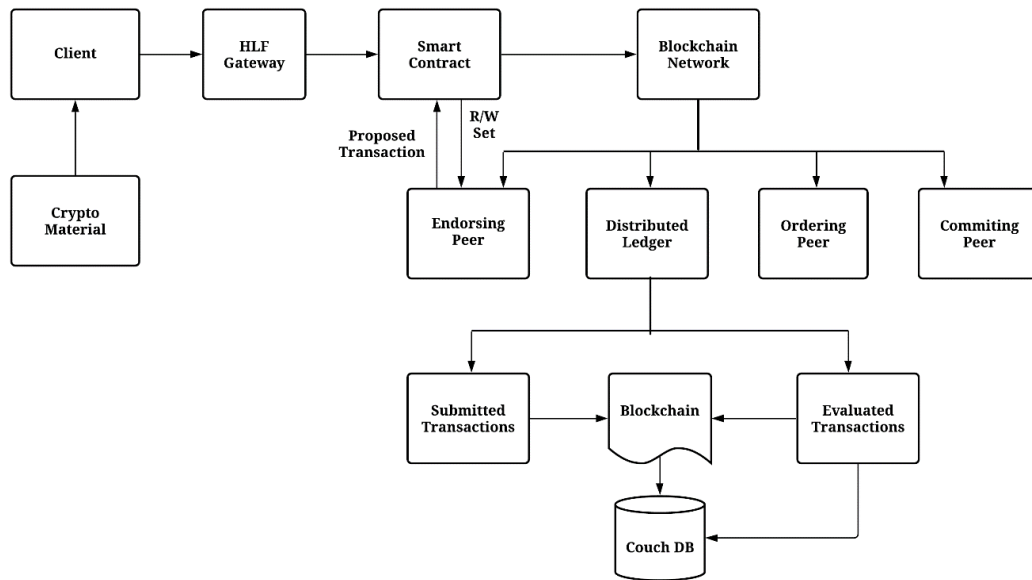 Client
HLF
Gateway
Smart
Contract
Blockchain
Network
Proposed
Transaction
R/W
Set
Crypto
Material
Endorsing
Peer
Distributed
Ledger
Ordering
Peer
Commiting
Peer
Submitted
Transactions
Blockchain
Evaluated
Transactions
Couch DB